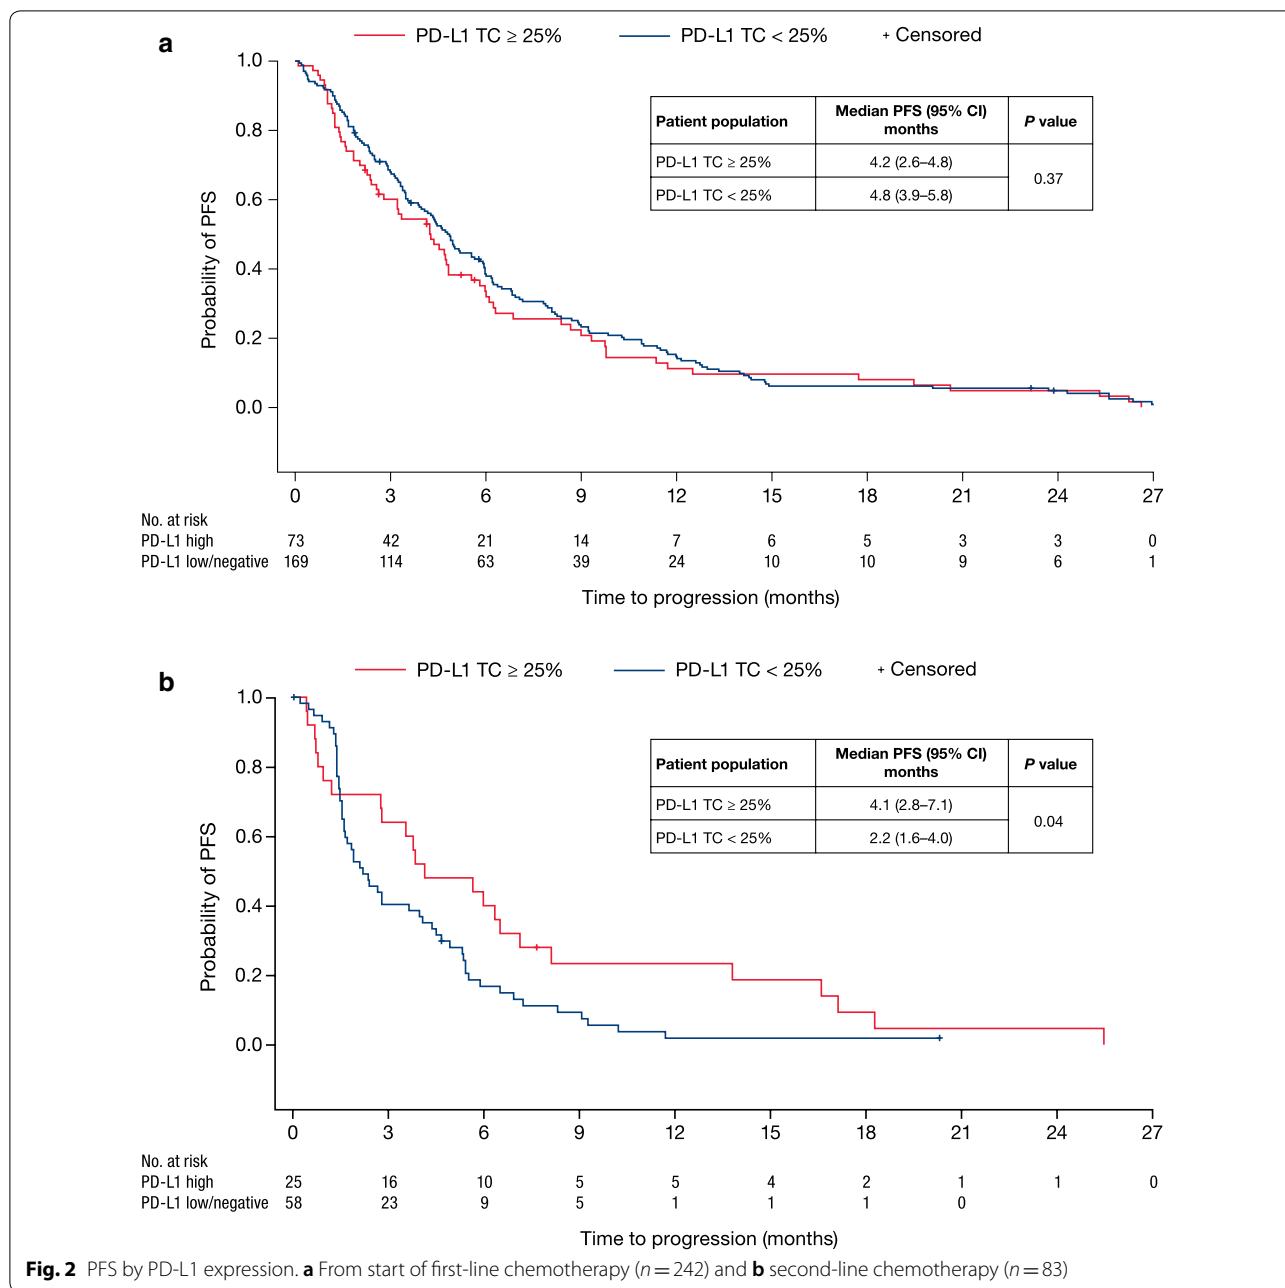 a
PD-L1 TC ≥ 25% PD-L1 TC < 25% + Censored
Patient population Median PFS (95% CI) months P value
PD-L1 TC ≥ 25% 4.2 (2.6–4.8) 0.37
PD-L1 TC < 25% 4.8 (3.9–5.8)
Probability of PFS
1.0
0.8
0.6
0.4
0.2
0.0
0 3 6 9 12 15 18 21 24 27
No. at risk
PD-L1 high 73 42 21 14 7 6 5 3 3 0
PD-L1 low/negative 169 114 63 39 24 10 10 9 6 1
Time to progression (months)
b
PD-L1 TC ≥ 25% PD-L1 TC < 25% + Censored
Patient population Median PFS (95% CI) months P value
PD-L1 TC ≥ 25% 4.1 (2.8–7.1) 0.04
PD-L1 TC < 25% 2.2 (1.6–4.0)
Probability of PFS
1.0
0.8
0.6
0.4
0.2
0.0
0 3 6 9 12 15 18 21 24 27
No. at risk
PD-L1 high 25 16 10 5 5 4 2 1 1 0
PD-L1 low/negative 58 23 9 5 1 1 1 0
Time to progression (months)
Fig. 2 PFS by PD-L1 expression. a From start of first-line chemotherapy (n = 242) and b second-line chemotherapy (n = 83)